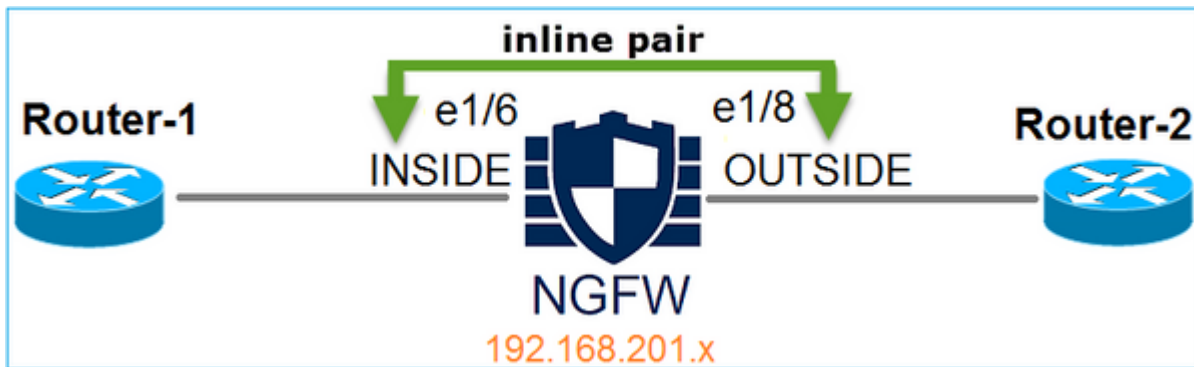 inline pair
Router-1
e1/6
e1/8
Router-2
INSIDE
OUTSIDE
NGFW
192.168.201.x